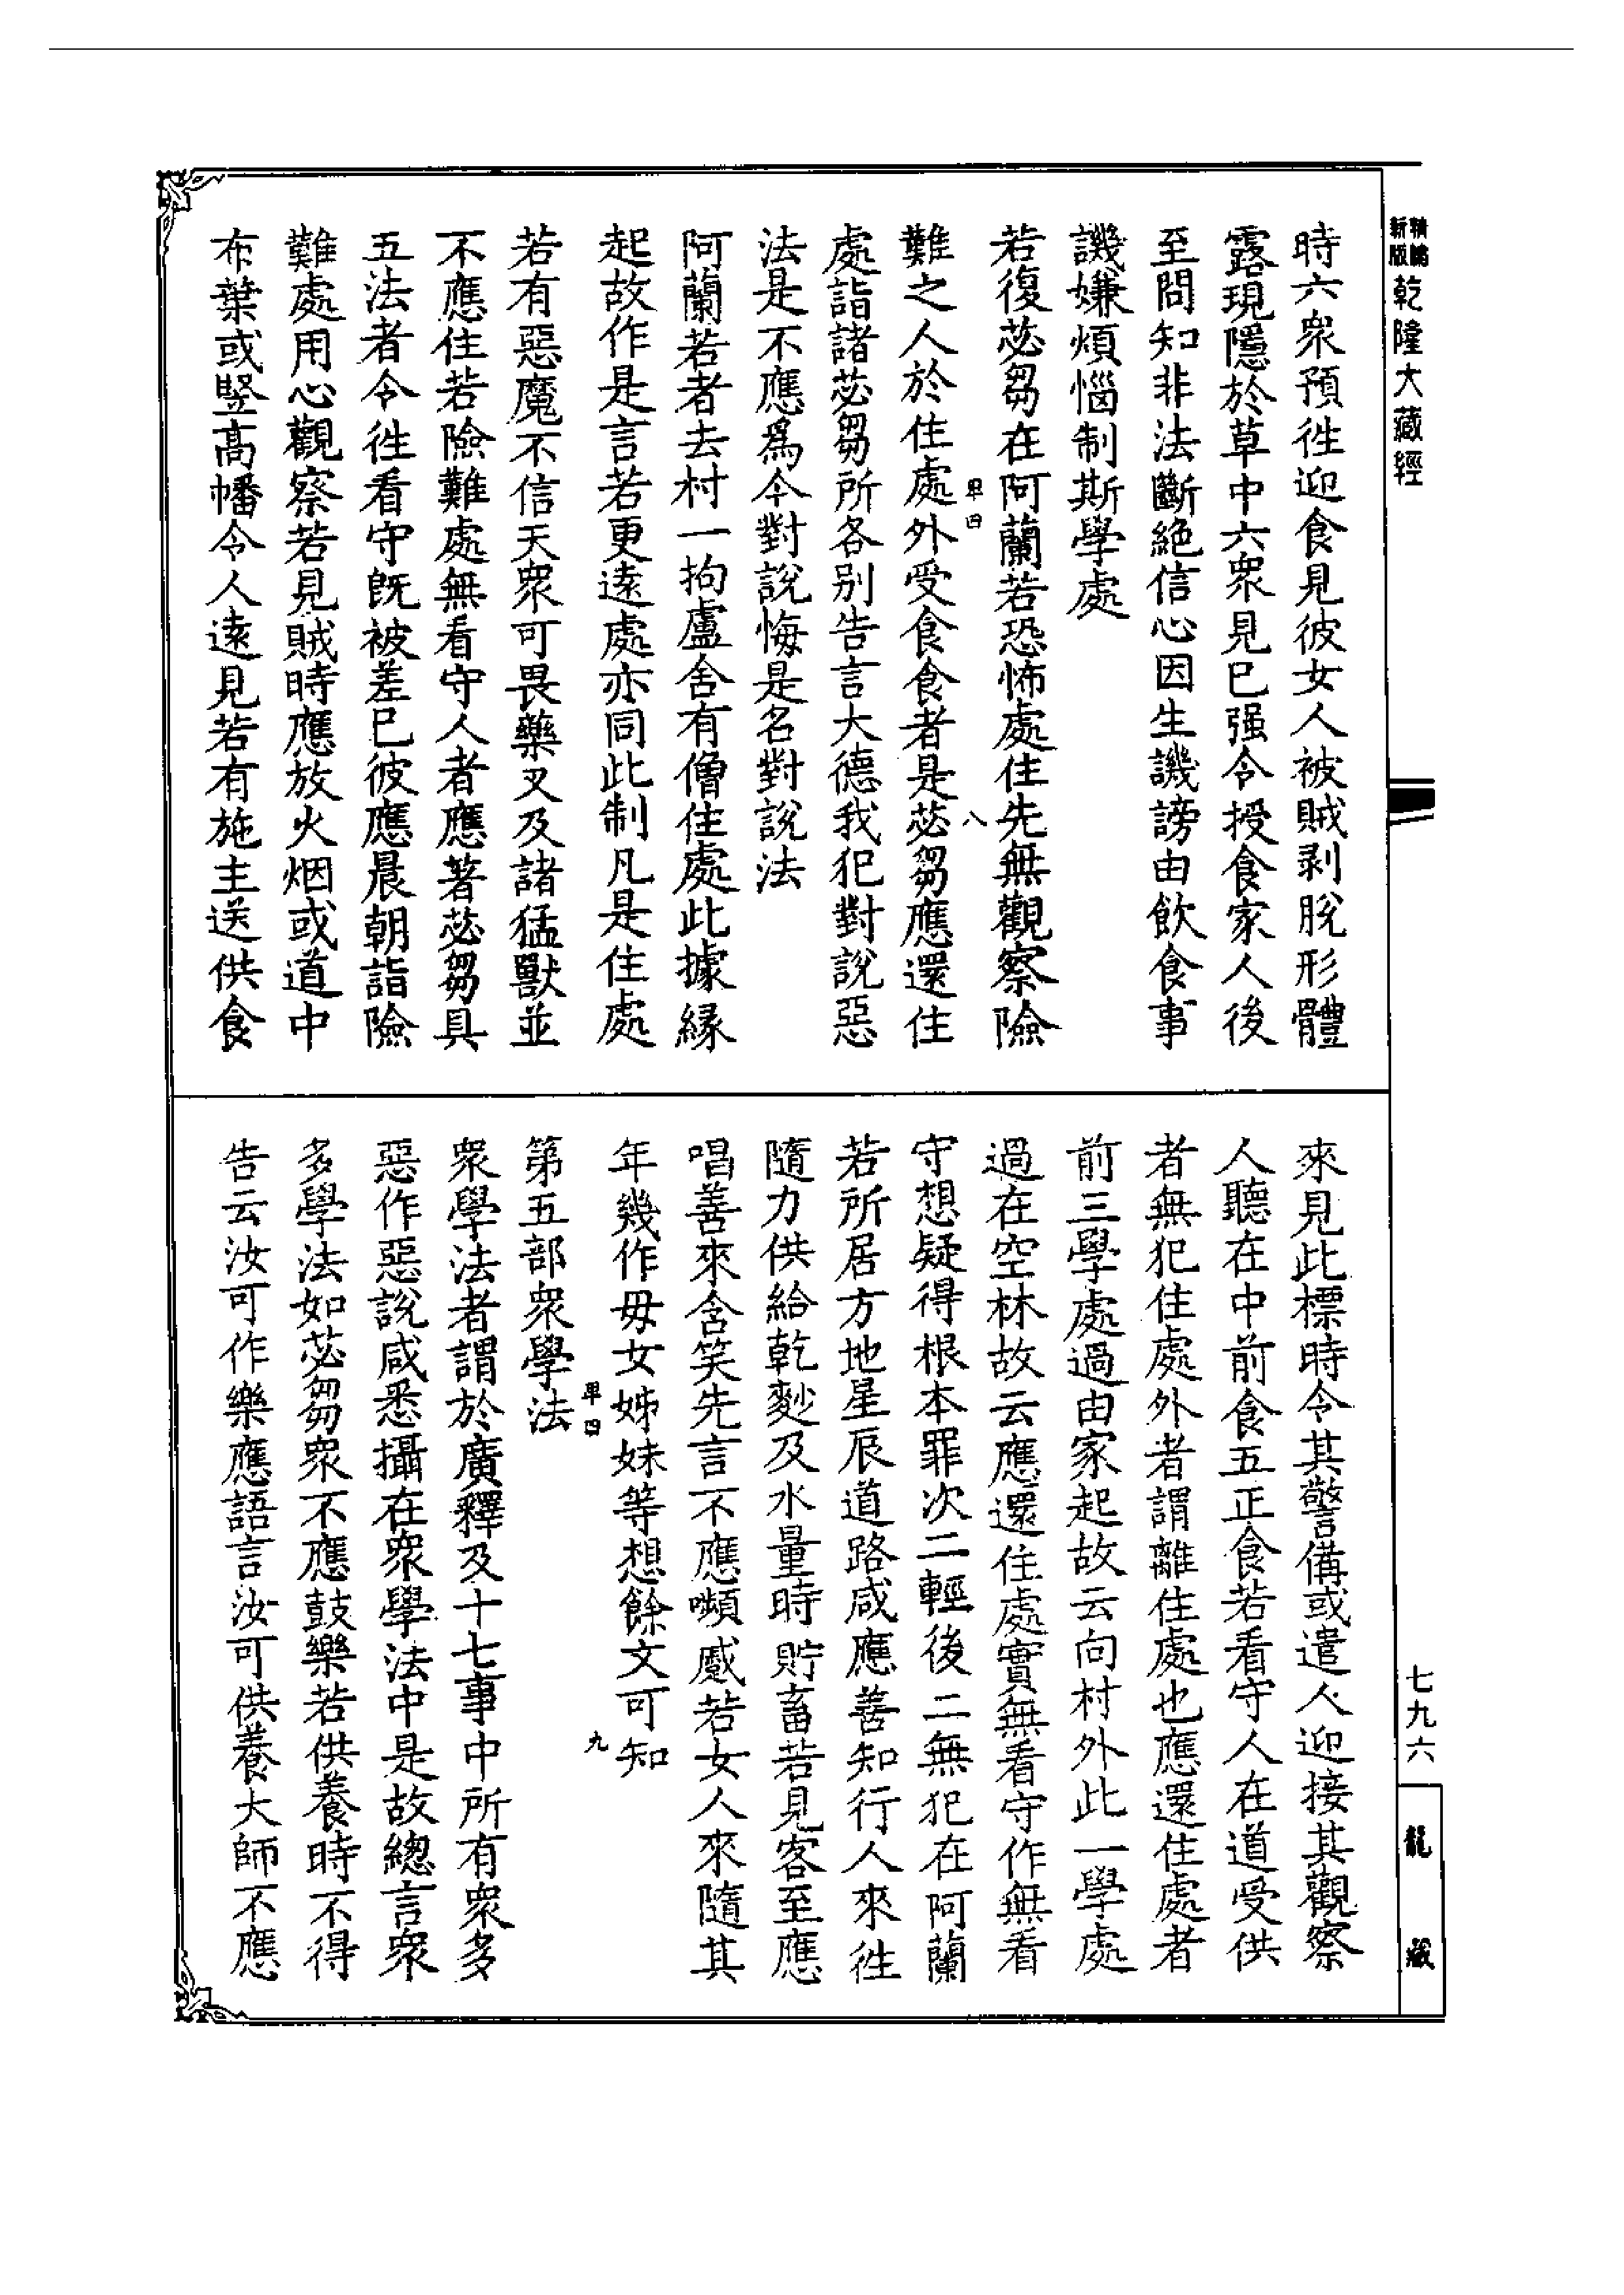 新版精編乾隆大藏經
時六衆預徃迎食見彼女人被賊剥脫形體
露現隱於草中六衆見已强令授食家人後
至問知非法斷絶信心因生譏謗由飲食事
譏嫌煩惱制斯學處
若復苾芻在阿蘭若恐怖處住先無觀察險
難之人於住處外受食食者是苾芻應還住
處詣諸苾芻所各别告言大德我犯對說惡
法是不應爲今對說悔是名對說法
阿蘭若者去村一拘盧舍有僧住處此據緣
起故作是言若更遠處亦同此制凡是住處
若有惡魔不信天衆可畏藥叉及諸猛獸並
不應住若險難處無看守人者應著苾芻具
五法者令徃看守旣被差已彼應晨朝詣險
難處用心觀察若見賊時應放火烟或道中
布葉或竪高幡令人遠見若有施主送供食
來見此標時令其警備或遣人迎接其觀察
人聽在中前食五正食若看守人在道受供
者無犯住處外者謂離住處也應還住處者
前三學處過由家起故云向村外此一學處
過在空林故云應還住處實無看守作無看
守想疑得根本罪次二輕後二無犯在阿蘭
若所居方地星辰道路咸應善知行人來徃
隨力供給乾麨及水量時貯畜若見客至應
唱善來含笑先言不應嚬慼若女人來隨其
年幾作毋女姊妹等想餘文可知
第五部衆學法
衆學法者謂於廣釋及十七事中所有衆多
惡作惡說咸悉攝在衆學法中是故總言衆
多學法如苾芻衆不應鼓樂若供養時不得
告云汝可作樂應語言汝可供養大師不應
卑四
八
卑四
九
七九六
龍藏